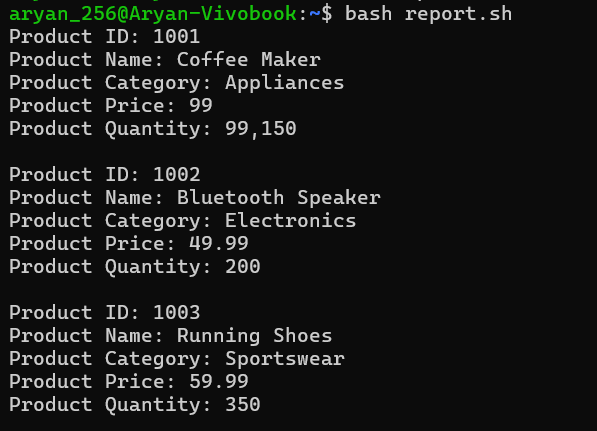 aryan_256@Aryan-Vivobook:~$ bash report.sh
Product ID: 1001
Product Name: Coffee Maker
Product Category: Appliances
Product Price: 99
Product Quantity: 99,150
Product ID: 1002
Product Name: Bluetooth Speaker
Product Category: Electronics
Product Price: 49.99
Product Quantity: 200
Product ID: 1003
Product Name: Running Shoes
Product Category: Sportswear
Product Price: 59.99
Product Quantity: 350